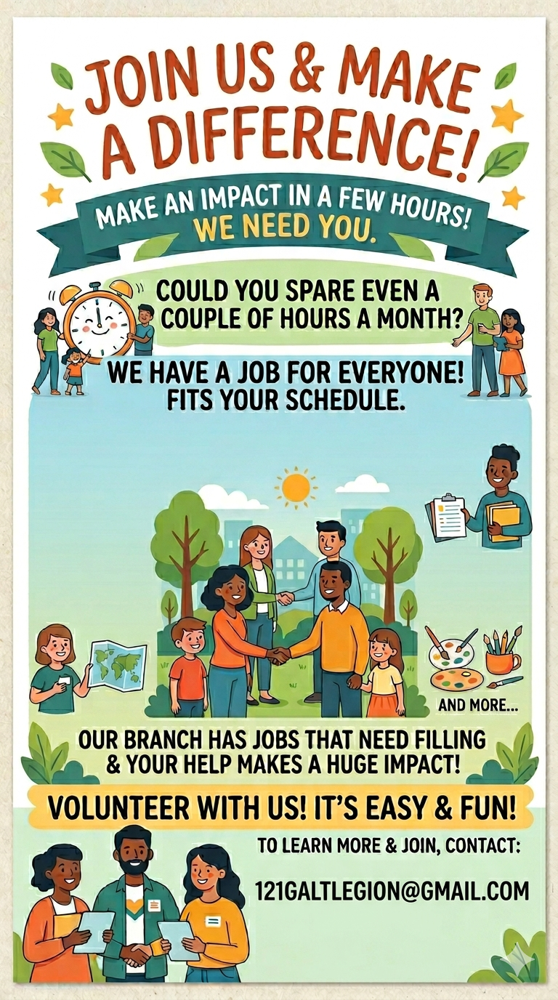 JOIN US & MAKE
A DIFFERENCE!
MAKE AN IMPACT IN A FEW HOURS!
WE NEED YOU.
COULD YOU SPARE EVEN A
COUPLE OF HOURS A MONTH?
WE HAVE A JOB FOR EVERYONE!
FITS YOUR SCHEDULE.
AND MORE...
OUR BRANCH HAS JOBS THAT NEED FILLING
& YOUR HELP MAKES A HUGE IMPACT!
VOLUNTEER WITH US! IT'S EASY & FUN!
TO LEARN MORE & JOIN, CONTACT:
121GALTLEGION@GMAIL.COM